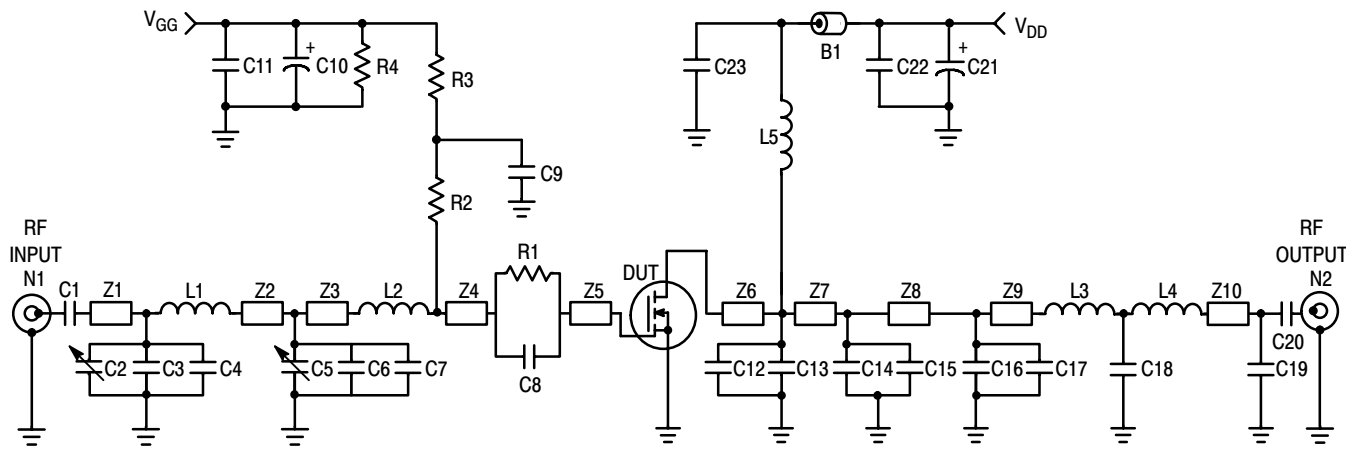 VGG
VDD
+
+
C11
C10
R4
R3
C23
B1
C22
C21
L5
C9
R2
RF
INPUT
N1
C1
Z1
L1
Z2
Z3
L2
Z4
R1
Z5
DUT
Z6
Z7
Z8
Z9
L3
L4
Z10
RF
OUTPUT
N2
C20
C2
C3
C4
C5
C6
C7
C8
C12
C13
C14
C15
C16
C17
C18
C19